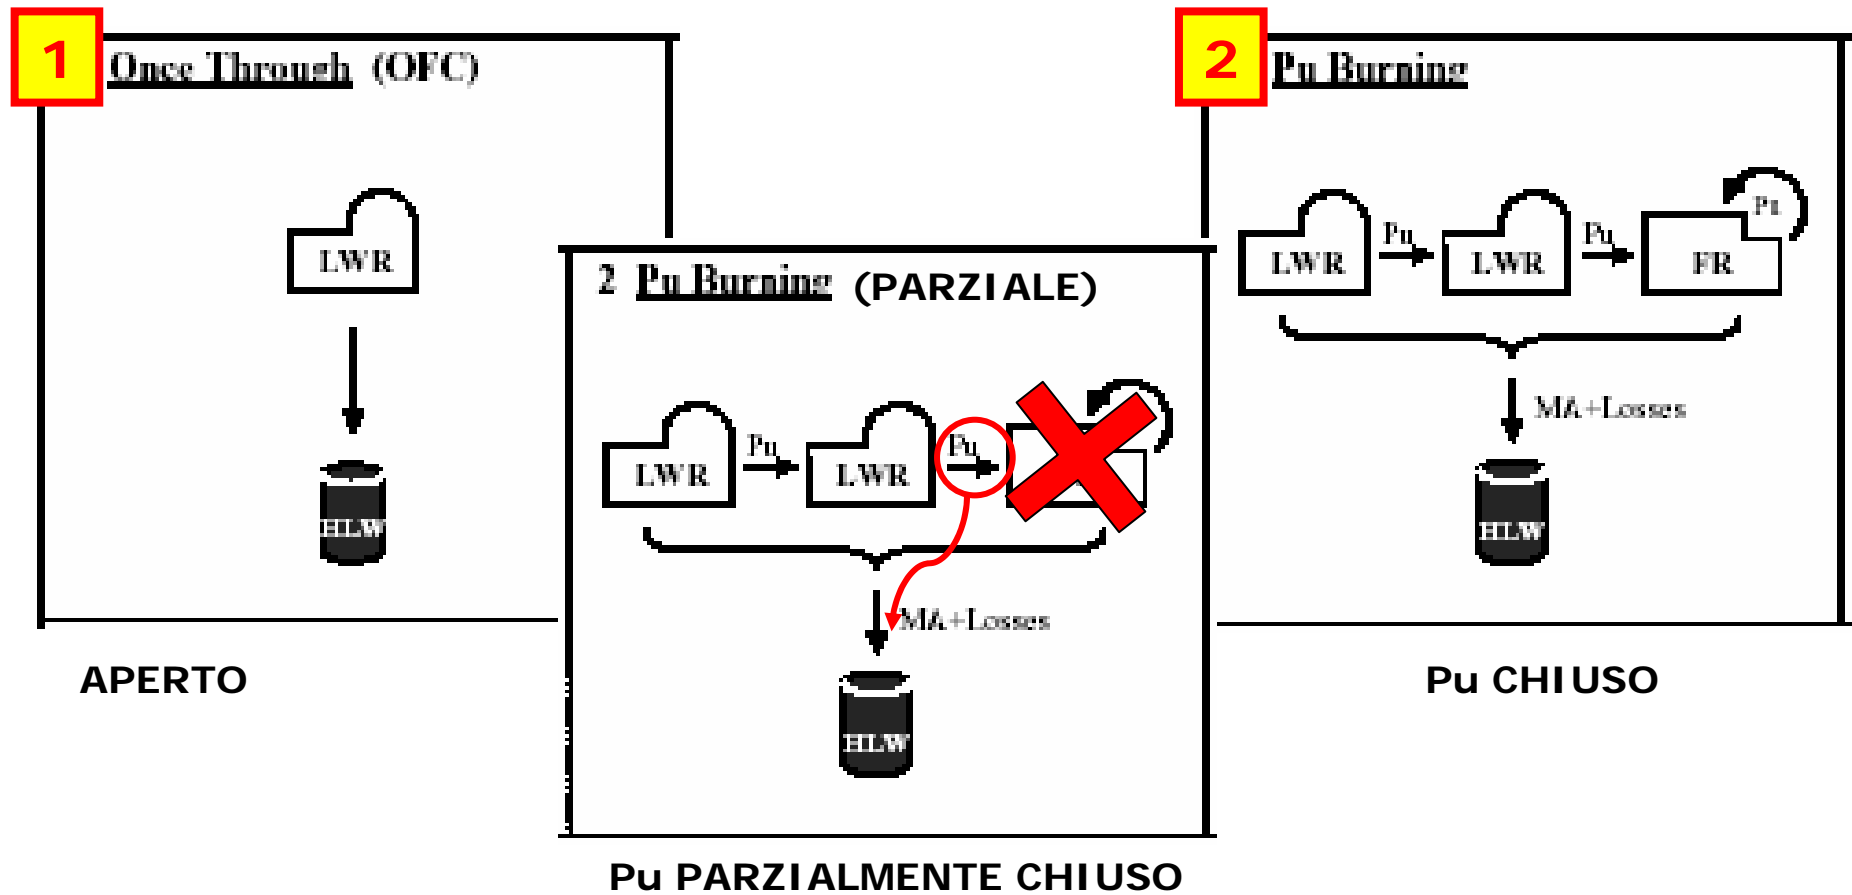 1
Once Through (OFC)
LWR
HLW
APERTO
2 Pu Burning (PARZIALE)
LWR Pu LWR Pu
MA+Losses
HLW
Pu PARZIALMENTE CHIUSO
2
Pu Burning
Pu
LWR Pu LWR Pu FR
MA+Losses
HLW
Pu CHIUSO